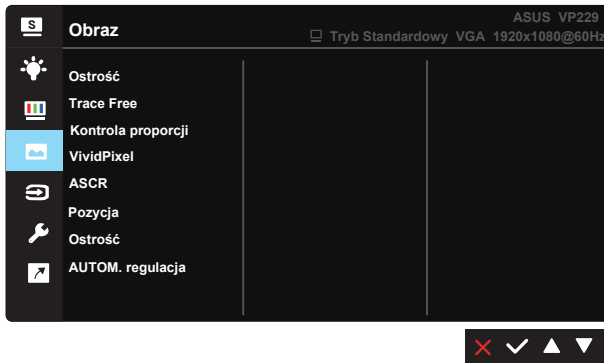 S
Obraz
ASUS VP229
Tryb Standardowy VGA 1920x1080@60Hz
Ostrość
Trace Free
Kontrola proporcji
VividPixel
ASCR
Pozycja
Ostrość
AUTOM. regulacja